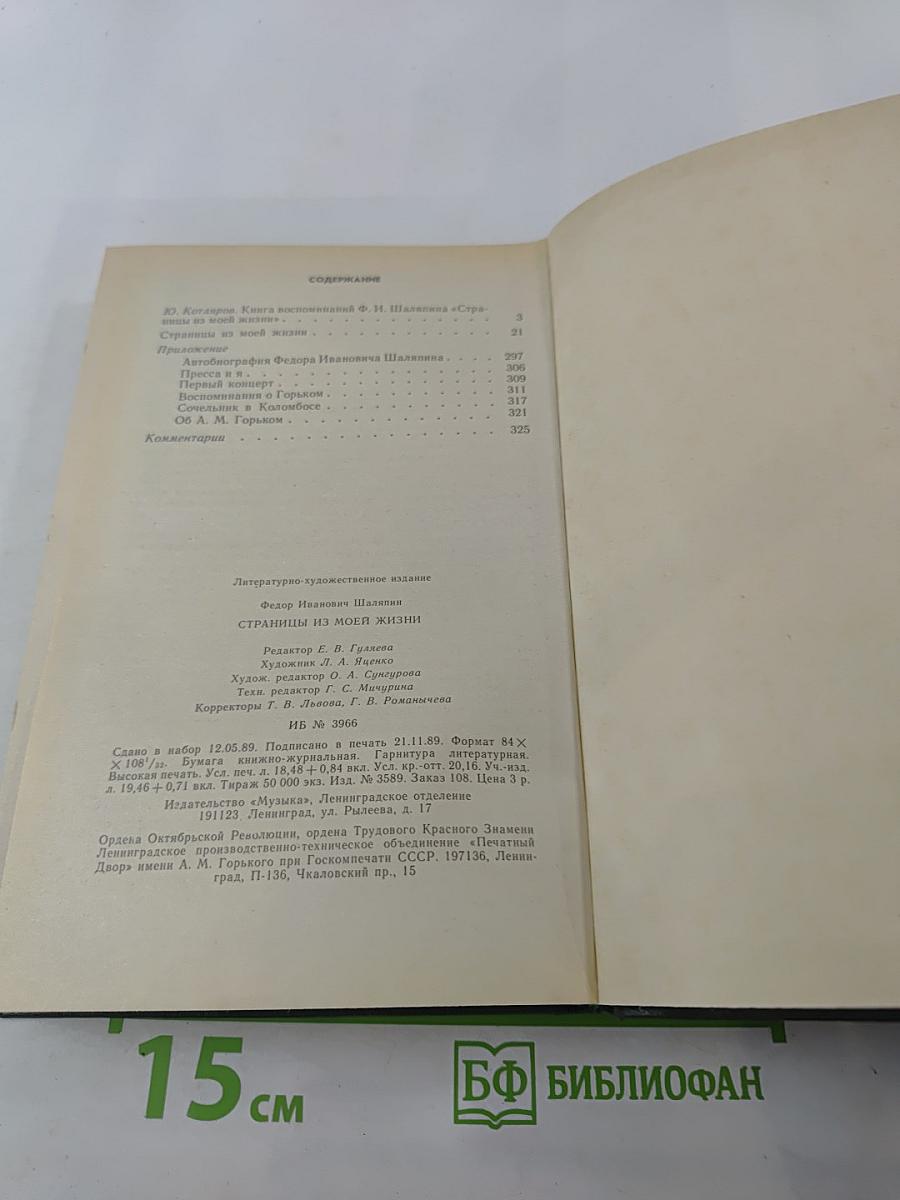 СОДЕРЖАНИЕ
Ю. Котляров. Книга воспоминаний Ф. И. Шаляпина «Стра-
ницы из моей жизни» . . . . . . . . . . . . . 3
Страницы из моей жизни . . . . . . . . . . . . 21
Приложение
Автобиография Федора Ивановича Шаляпина . . . . 297
Пресса и я . . . . . . . . . . . . . . . 306
Первый концерт . . . . . . . . . . . . . 309
Воспоминания о Горьком . . . . . . . . . . 311
Сочельник в Коломбосе . . . . . . . . . . 317
Об А. М. Горьком . . . . . . . . . . . . 321
Комментарии . . . . . . . . . . . . . . . 325
Литературно-художественное издание
Федор Иванович Шаляпин
СТРАНИЦЫ ИЗ МОЕЙ ЖИЗНИ
Редактор Е. В. Гуляева
Художник Л. А. Яценко
Худож. редактор О. А. Сунгурова
Техн. редактор Г. С. Мичурина
Корректоры Т. В. Львова, Г. В. Романычева
ИБ № 3966
Сдано в набор 12.05.89. Подписано в печать 21.11.89. Формат 84×
×108¹/₃₂. Бумага книжно-журнальная. Гарнитура литературная.
Высокая печать. Усл. печ. л. 18,48+0,84 вкл. Усл. кр.-отт. 20,16. Уч.-изд.
л. 19,46+0,71 вкл. Тираж 50 000 экз. Изд. № 3589. Заказ 108. Цена 3 р.
Издательство «Музыка», Ленинградское отделение
191123, Ленинград, ул. Рылеева, д. 17
Ордена Октябрьской Революции, ордена Трудового Красного Знамени
Ленинградское производственно-техническое объединение «Печатный
Двор» имени А. М. Горького при Госкомпечати СССР. 197136, Ленин-
град, П-136, Чкаловский пр., 15
15 см
БФ БИБЛИОФАН